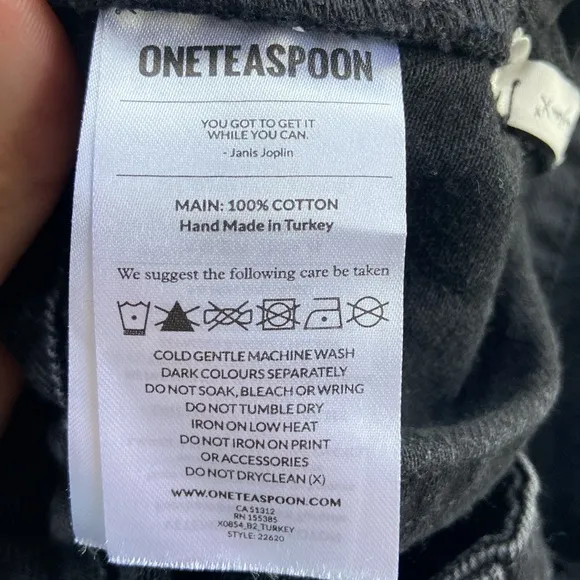 ONETEASPOON
YOU GOT TO GET IT
WHILE YOU CAN.
- Janis Joplin
MAIN: 100% COTTON
Hand Made in Turkey
We suggest the following care be taken
COLD GENTLE MACHINE WASH
DARK COLOURS SEPARATELY
DO NOT SOAK, BLEACH OR WRING
DO NOT TUMBLE DRY
IRON ON LOW HEAT
DO NOT IRON ON PRINT
OR ACCESSORIES
DO NOT DRYCLEAN (X)
WWW.ONETEASPOON.COM
CA 51312
RN 155385
X0854_B2_TURKEY
STYLE: 22620